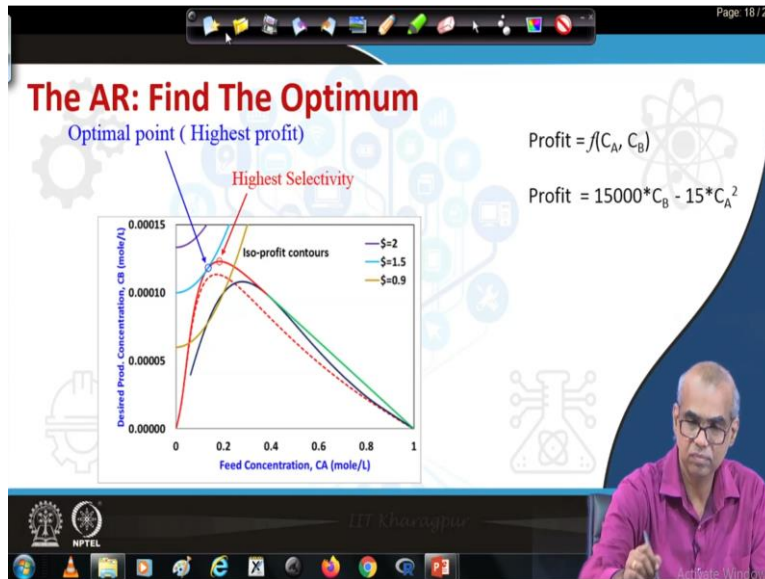 Page: 18/2
The AR: Find The Optimum
Optimal point ( Highest profit)
Highest Selectivity
Profit = f(CA, CB)
Profit = 15000*CB - 15*CA²
Iso-profit contours
$=2
$=1.5
$=0.9
Desired Prod. Concentration, CB (mole/L)
0.00015
0.00010
0.00005
0.00000
0 0.2 0.4 0.6 0.8 1
Feed Concentration, CA (mole/L)
IIT Kharagpur
NPTEL
Activate Window